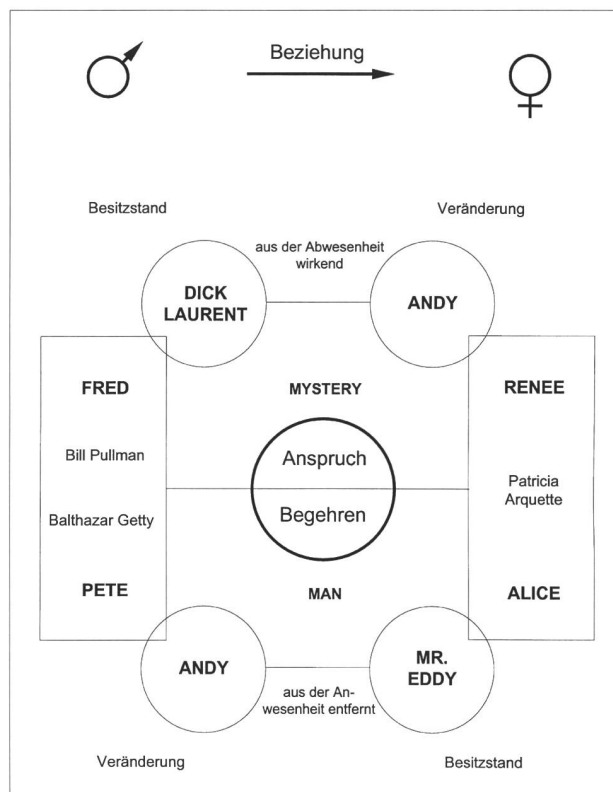 Beziehung
Besitzstand
Veränderung
aus der Abwesenheit
wirkend
DICK
LAURENT
ANDY
FRED
MYSTERY
RENEE
Bill Pullman
Anspruch
Patricia
Arquette
Balthazar Getty
Begehren
PETE
MAN
ALICE
ANDY
MR.
EDDY
aus der An-
wesenheit entfernt
Veränderung
Besitzstand